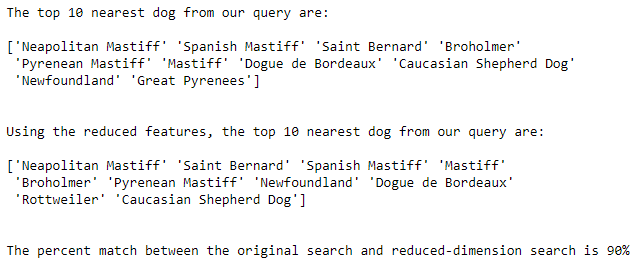 The top 10 nearest dog from our query are:
['Neapolitan Mastiff' 'Spanish Mastiff' 'Saint Bernard' 'Broholmer'
'Pyrenean Mastiff' 'Mastiff' 'Dogue de Bordeaux' 'Caucasian Shepherd Dog'
'Newfoundland' 'Great Pyrenees']
Using the reduced features, the top 10 nearest dog from our query are:
['Neapolitan Mastiff' 'Saint Bernard' 'Spanish Mastiff' 'Mastiff'
'Broholmer' 'Pyrenean Mastiff' 'Newfoundland' 'Dogue de Bordeaux'
'Rottweiler' 'Caucasian Shepherd Dog']
The percent match between the original search and reduced-dimension search is 90%